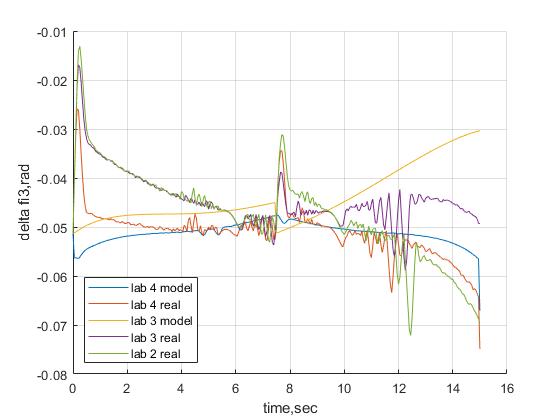 -0.01
-0.02
-0.03
-0.04
-0.05
-0.06
-0.07
-0.08
delta fi3,rad
lab 4 model
lab 4 real
lab 3 model
lab 3 real
lab 2 real
0 2 4 6 8 10 12 14 16
time,sec